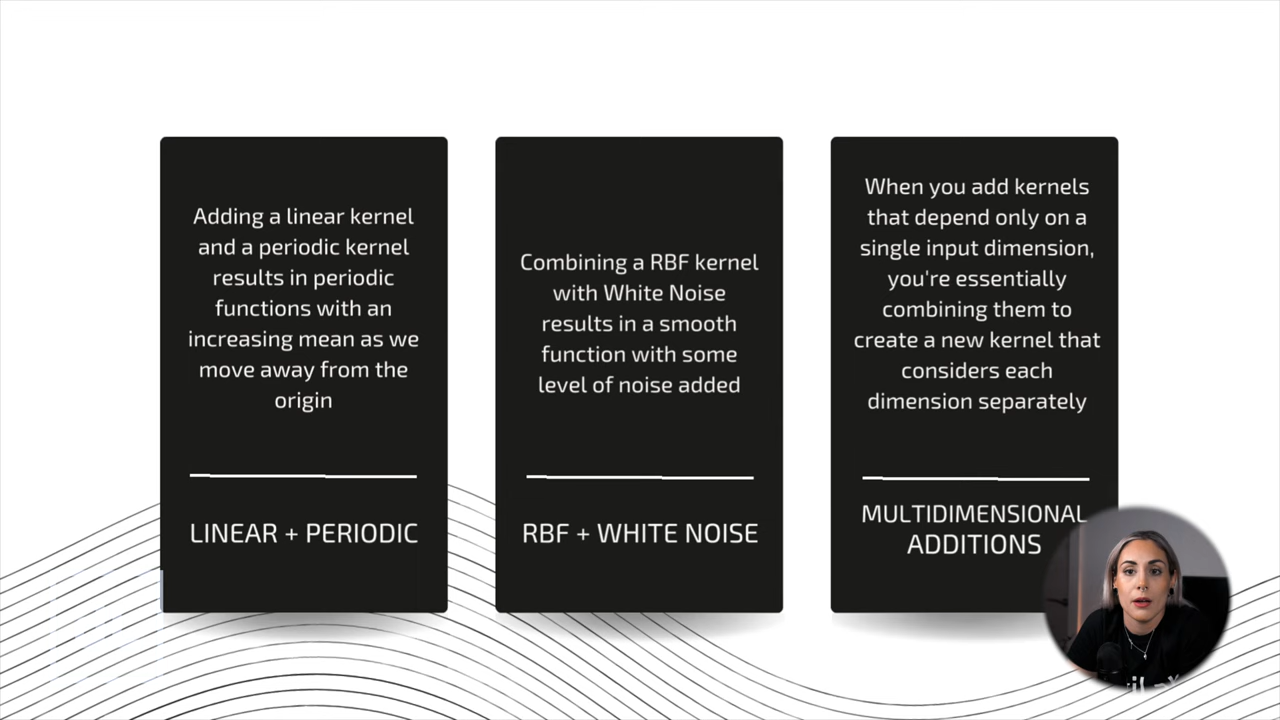 Adding a linear kernel
and a periodic kernel
results in periodic
functions with an
increasing mean as we
move away from the
origin
LINEAR + PERIODIC
Combining a RBF kernel
with White Noise
results in a smooth
function with some
level of noise added
RBF + WHITE NOISE
When you add kernels
that depend only on a
single input dimension,
you're essentially
combining them to
create a new kernel that
considers each
dimension separately
MULTIDIMENSIONAL
ADDITIONS